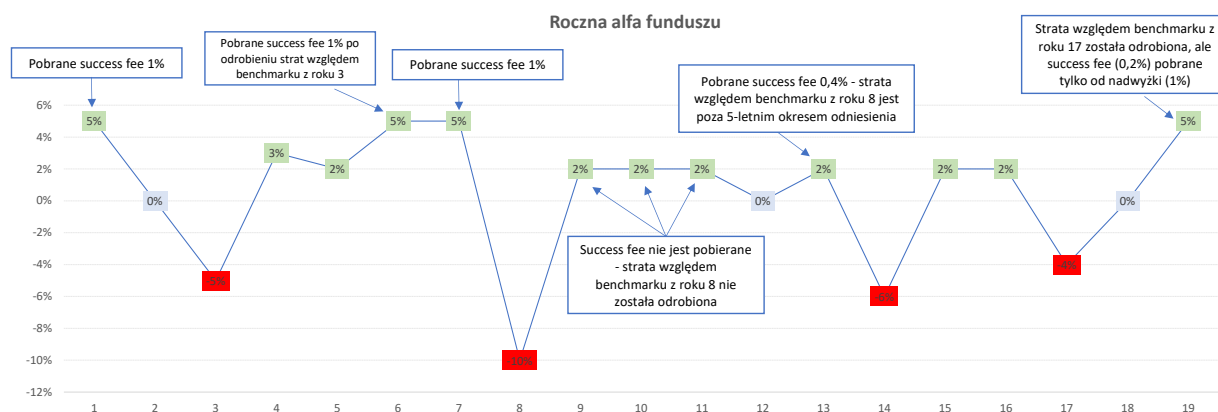 Roczna alfa funduszu
Pobrane success fee 1%
Pobrane success fee 1% po
odrobieniu strat względem
benchmarku z roku 3
Pobrane success fee 1%
Pobrane success fee 0,4% - strata
względem benchmarku z roku 8 jest
poza 5-letnim okresem odniesienia
Strata względem benchmarku z
roku 17 została odrobiona, ale
success fee (0,2%) pobrane
tylko od nadwyżki (1%)
6%
4%
2%
0%
-2%
-4%
-6%
-8%
-10%
-12%
5%
0%
-5%
3%
2%
5%
5%
-10%
2%
2%
2%
0%
2%
-6%
2%
2%
-4%
0%
5%
Success fee nie jest pobierane
- strata względem
benchmarku z roku 8 nie
została odrobiona
1 2 3 4 5 6 7 8 9 10 11 12 13 14 15 16 17 18 19